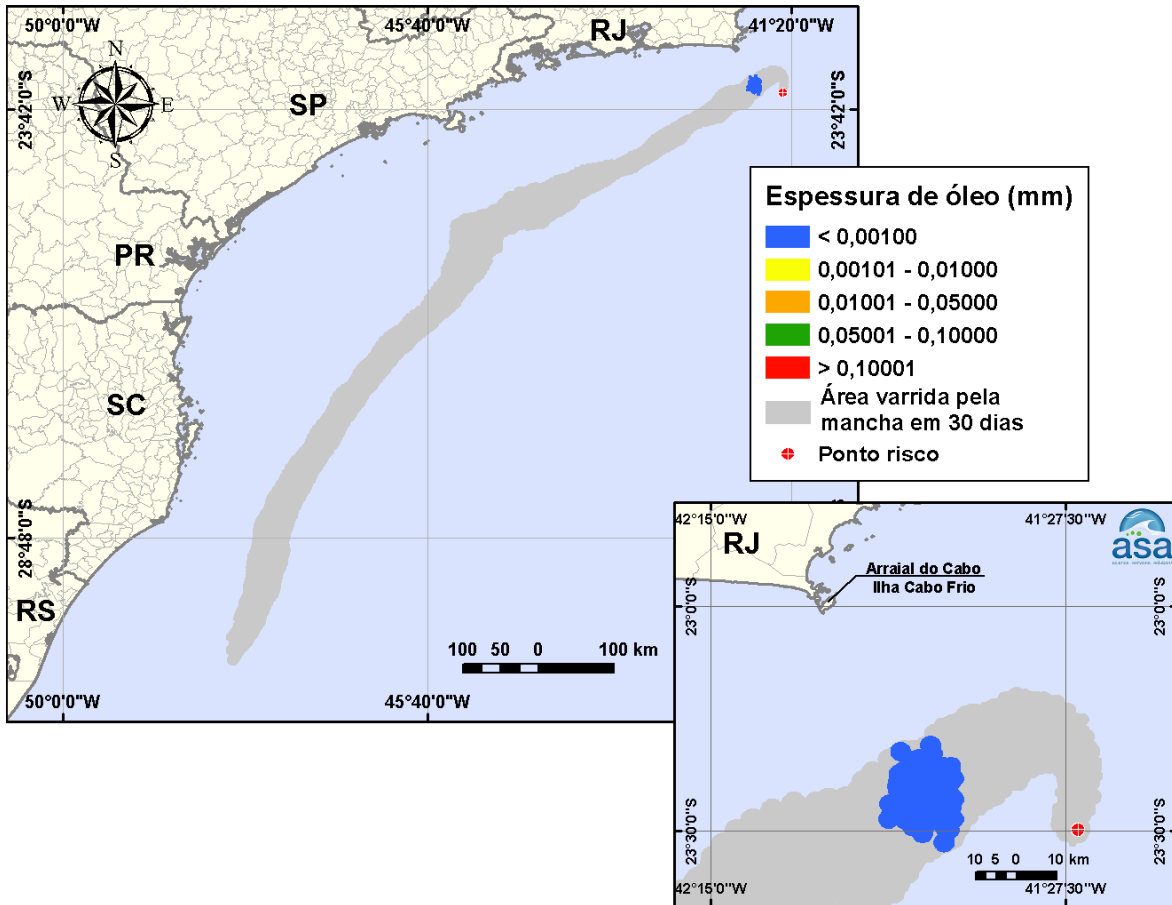 50°0'0"W
45°40'0"W
41°20'0"W
RJ
N
W
E
S
SP
23°42'0"S
23°42'0"S
PR
SC
28°48'0"S
RS
100 50 0 100 km
50°0'0"W
45°40'0"W
Espessura de óleo (mm)
< 0,00100
0,00101 - 0,01000
0,01001 - 0,05000
0,05001 - 0,10000
> 0,10001
Área varrida pela
mancha em 30 dias
Ponto risco
42°15'0"W
41°27'30"W
RJ
asa
Arraial do Cabo
Ilha Cabo Frio
23°0'0"S
23°0'0"S
23°30'0"S
23°30'0"S
10 5 0 10 km
42°15'0"W
41°27'30"W